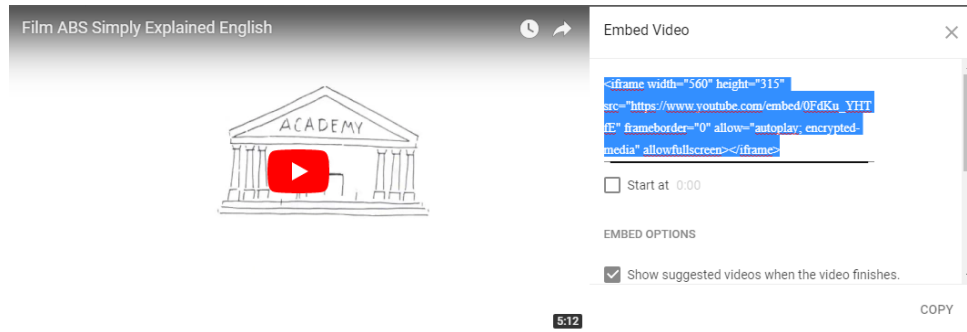 Film ABS Simply Explained English
ACADEMY
5:12
Embed Video
<iframe width="560" height="315"
src="https://www.youtube.com/embed/0FdKu_YHT
fE" frameborder="0" allow="autoplay; encrypted-
media" allowfullscreen></iframe>
Start at 0:00
EMBED OPTIONS
Show suggested videos when the video finishes.
COPY